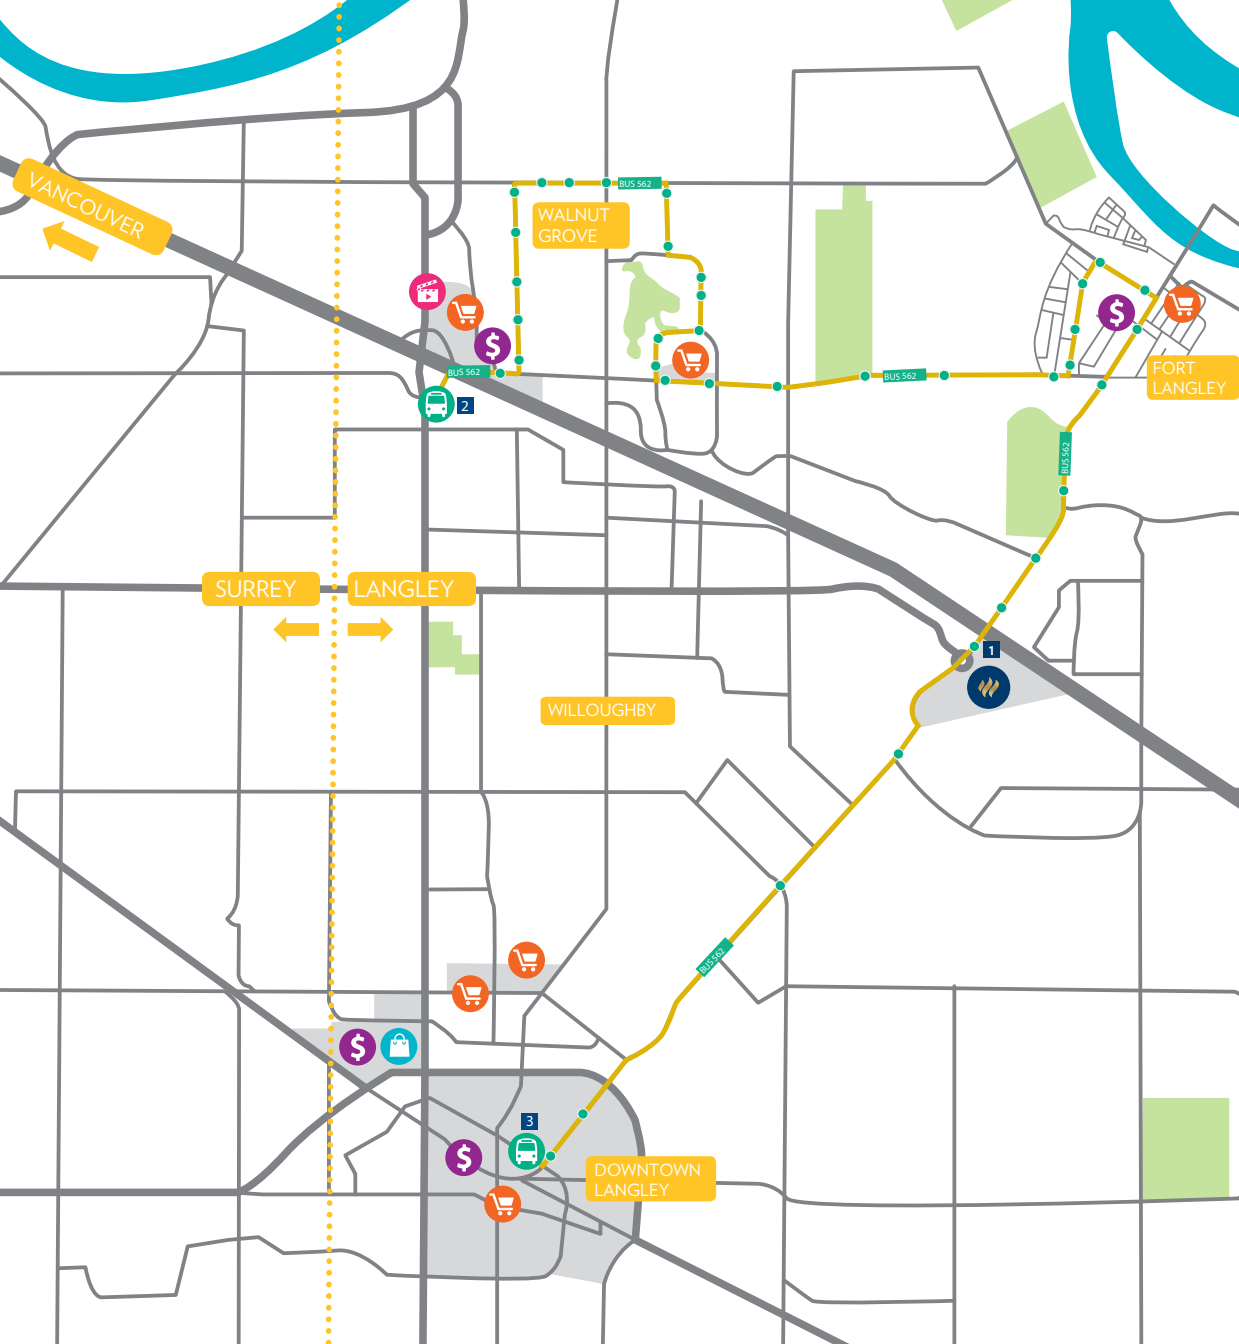 VANCOUVER
BUS 562
WALNUT
GROVE
$
$
BUS 562
2
BUS 562
FORT
LANGLEY
BUS 562
SURREY
LANGLEY
1
WILLOUGHBY
BUS 562
$
3
$
DOWNTOWN
LANGLEY